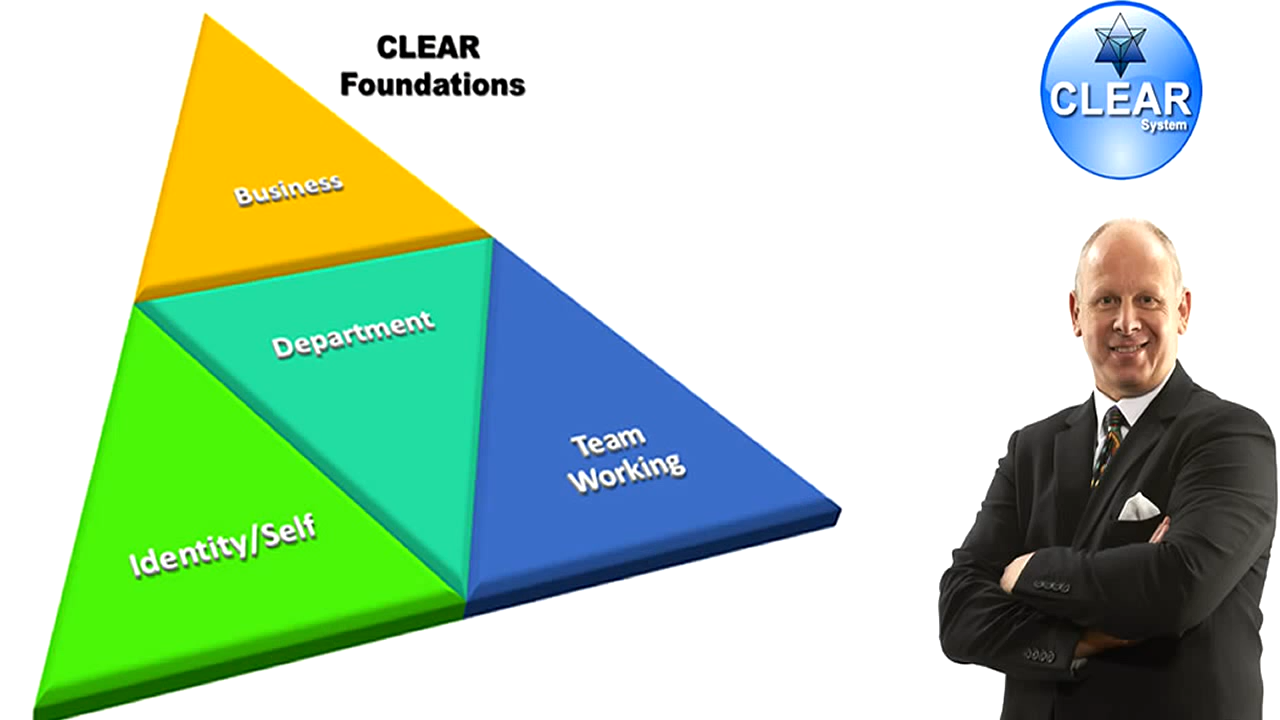 CLEAR
Foundations
Business
Department
Team
Working
Identity/Self
CLEAR
System